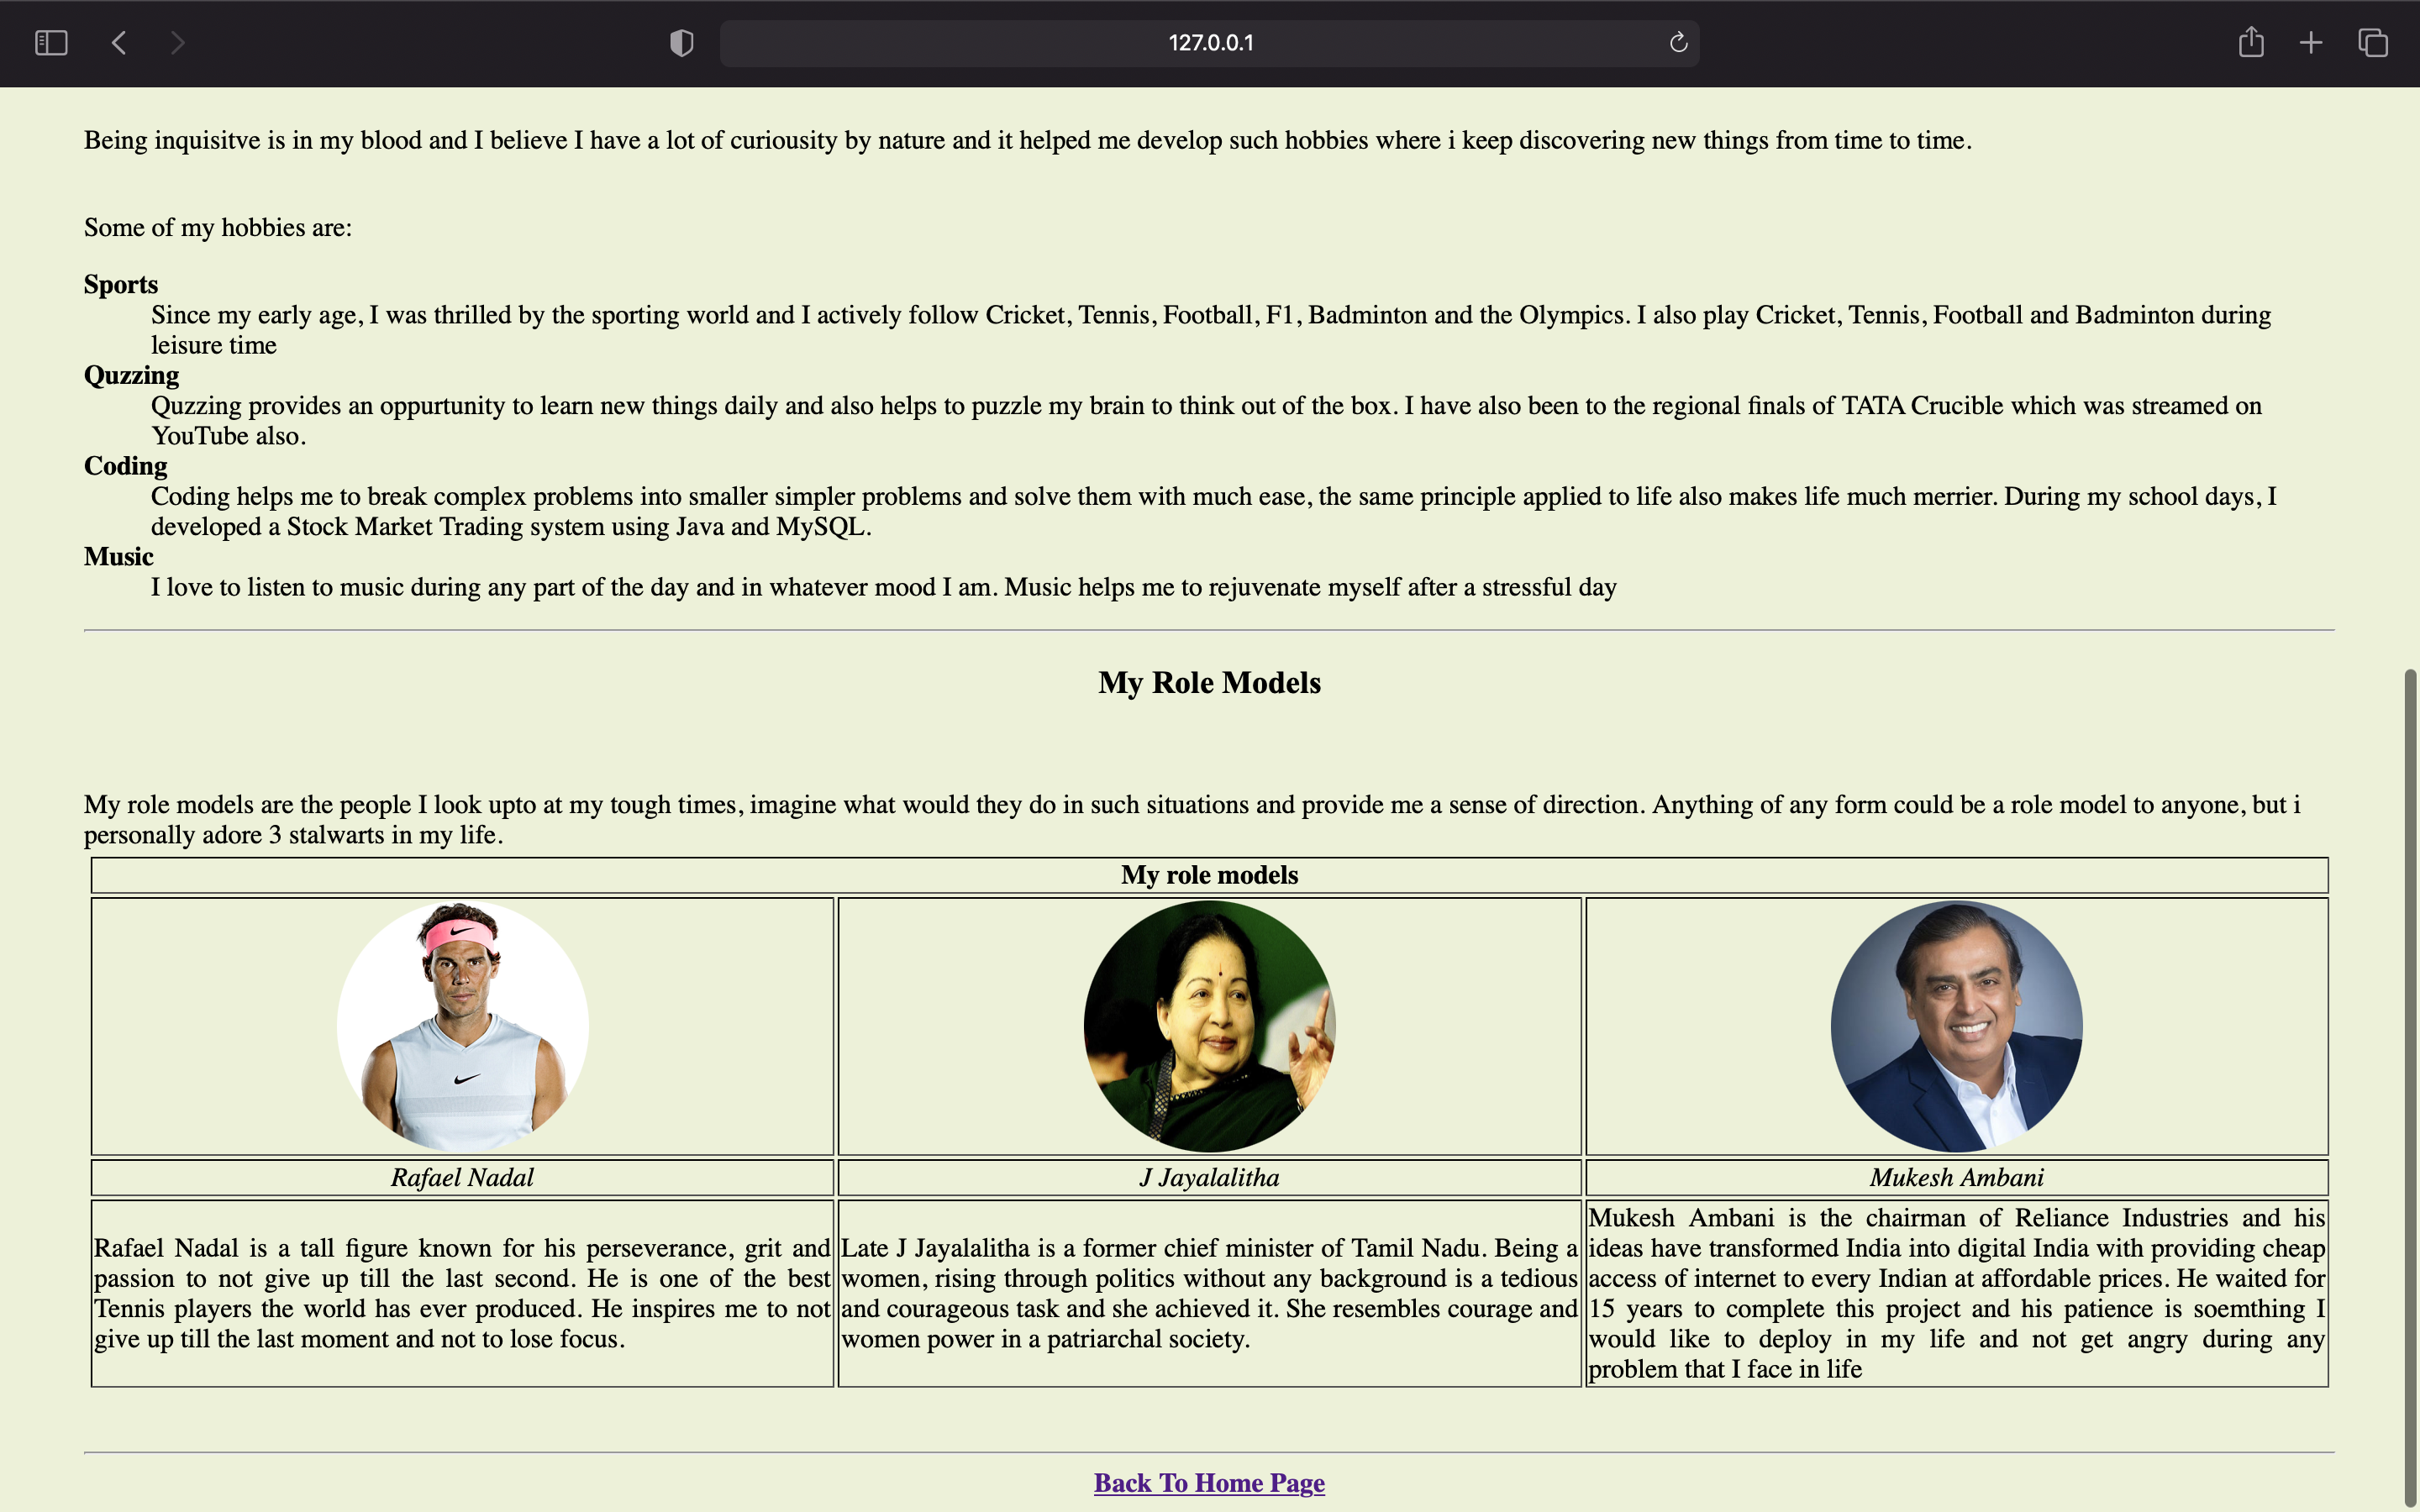 127.0.0.1
Being inquisitve is in my blood and I believe I have a lot of curiousity by nature and it helped me develop such hobbies where i keep discovering new things from time to time.
Some of my hobbies are:
Sports
Since my early age, I was thrilled by the sporting world and I actively follow Cricket, Tennis, Football, F1, Badminton and the Olympics. I also play Cricket, Tennis, Football and Badminton during
leisure time
Quzzing
Quzzing provides an oppurtunity to learn new things daily and also helps to puzzle my brain to think out of the box. I have also been to the regional finals of TATA Crucible which was streamed on
YouTube also.
Coding
Coding helps me to break complex problems into smaller simpler problems and solve them with much ease, the same principle applied to life also makes life much merrier. During my school days, I
developed a Stock Market Trading system using Java and MySQL.
Music
I love to listen to music during any part of the day and in whatever mood I am. Music helps me to rejuvenate myself after a stressful day
My Role Models
My role models are the people I look upto at my tough times, imagine what would they do in such situations and provide me a sense of direction. Anything of any form could be a role model to anyone, but i
personally adore 3 stalwarts in my life.
My role models
Rafael Nadal
J Jayalalitha
Mukesh Ambani
Rafael Nadal is a tall figure known for his perseverance, grit and
passion to not give up till the last second. He is one of the best
Tennis players the world has ever produced. He inspires me to not
give up till the last moment and not to lose focus.
Late J Jayalalitha is a former chief minister of Tamil Nadu. Being a
women, rising through politics without any background is a tedious
and courageous task and she achieved it. She resembles courage and
women power in a patriarchal society.
Mukesh Ambani is the chairman of Reliance Industries and his
ideas have transformed India into digital India with providing cheap
access of internet to every Indian at affordable prices. He waited for
15 years to complete this project and his patience is soemthing I
would like to deploy in my life and not get angry during any
problem that I face in life
Back To Home Page